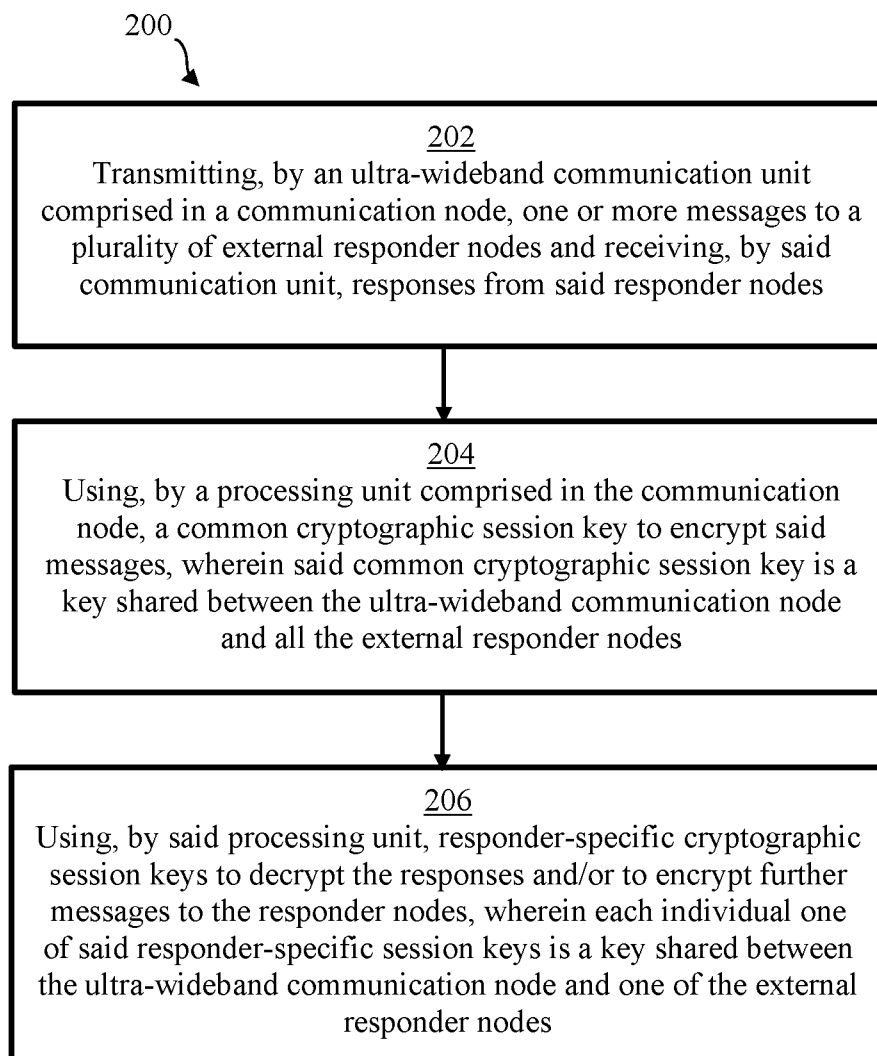 200
202
Transmitting, by an ultra-wideband communication unit
comprised in a communication node, one or more messages to a
plurality of external responder nodes and receiving, by said
communication unit, responses from said responder nodes
204
Using, by a processing unit comprised in the communication
node, a common cryptographic session key to encrypt said
messages, wherein said common cryptographic session key is a
key shared between the ultra-wideband communication node
and all the external responder nodes
206
Using, by said processing unit, responder-specific cryptographic
session keys to decrypt the responses and/or to encrypt further
messages to the responder nodes, wherein each individual one
of said responder-specific session keys is a key shared between
the ultra-wideband communication node and one of the external
responder nodes